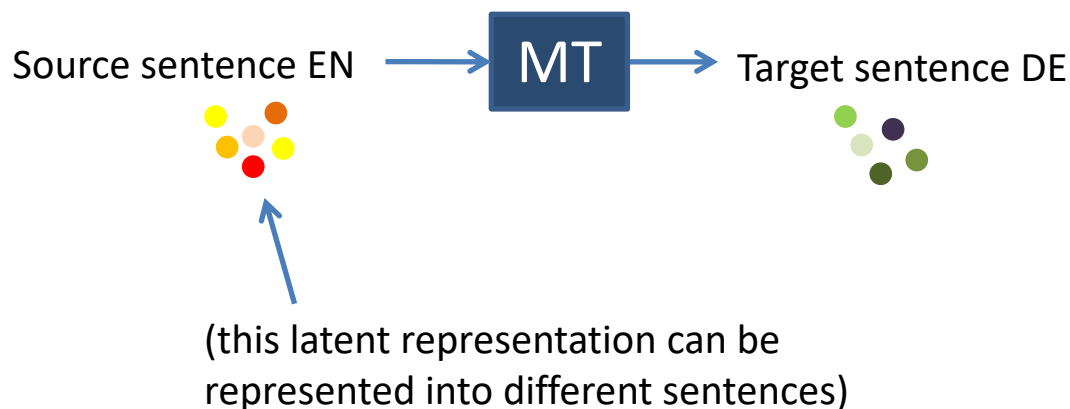 Source sentence EN
MT
Target sentence DE
(this latent representation can be
represented into different sentences)